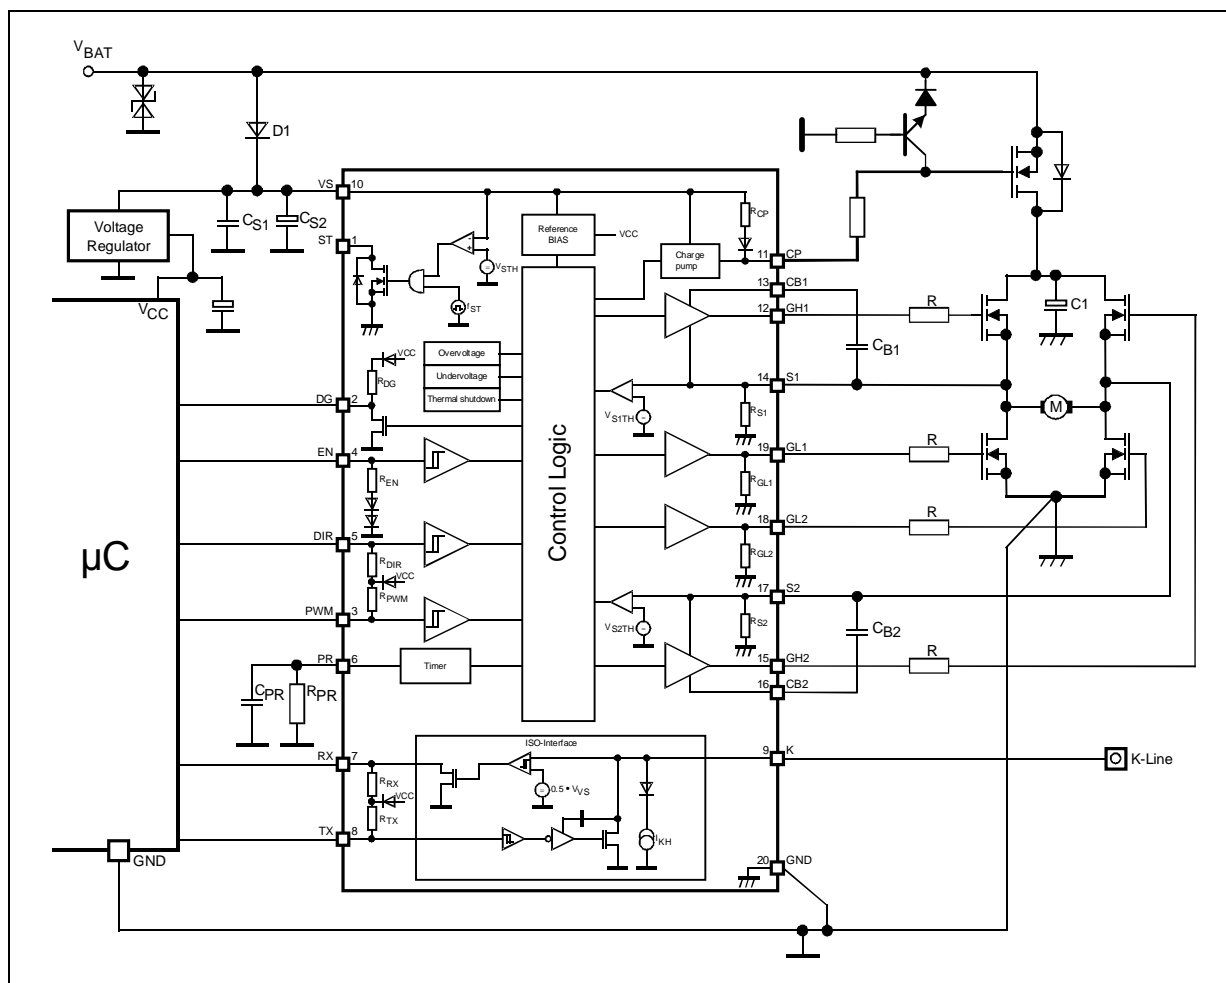 VBAT
D1
VS
10
CS1
CS2
Voltage
Regulator
ST
1
VSTH
fST
Reference
BIAS
VCC
RCP
Charge
pump
11
CP
13
CB1
12
GH1
R
C1
CB1
VCC
μC
VCC
RDG
DG
2
Overvoltage
Undervoltage
Thermal shutdown
Control Logic
VS1TH
14
S1
RS1
M
EN
4
REN
19
GL1
R
RGL1
18
GL2
R
RGL2
DIR
5
RDIR
VCC
RPWM
PWM
3
17
S2
VS2TH
RS2
CB2
15
GH2
R
16
CB2
PR
6
Timer
CPR
RPR
ISO-Interface
RX
7
RRX
VCC
RTX
TX
8
0.5 • VVS
IKH
9
K
K-Line
20
GND
GND